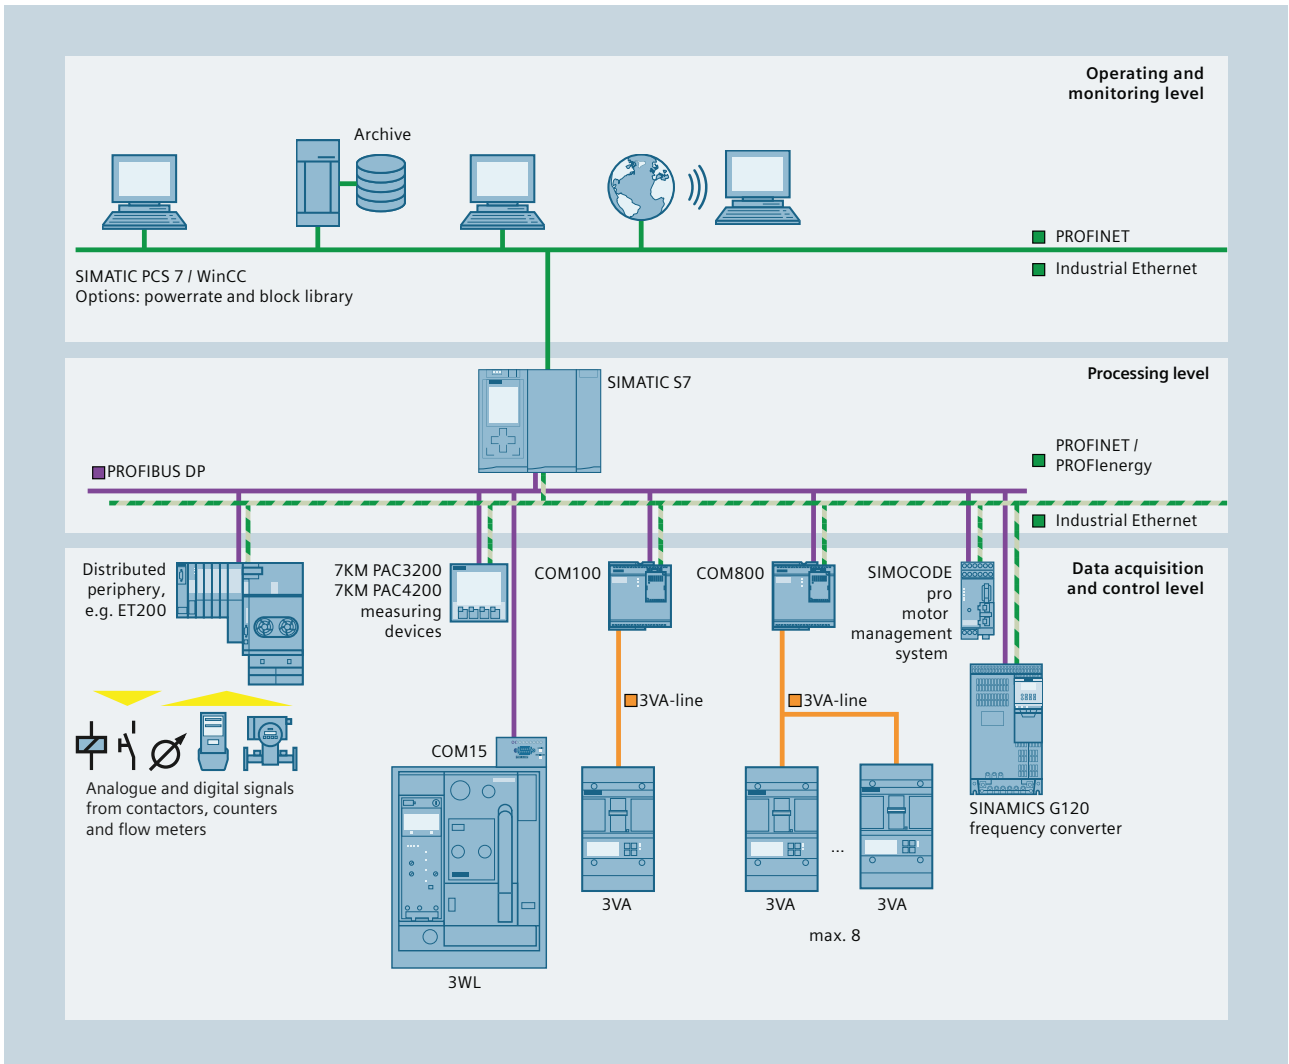 Operating and
monitoring level
Archive
PROFINET
Industrial Ethernet
SIMATIC PCS 7 / WinCC
Options: powerrate and block library
Processing level
SIMATIC S7
PROFINET /
PROFIenergy
PROFIBUS DP
Industrial Ethernet
Data acquisition
and control level
Distributed
periphery,
e.g. ET200
7KM PAC3200
7KM PAC4200
measuring
devices
COM100
COM800
SIMOCODE
pro
motor
management
system
3VA-line
3VA-line
COM15
Analogue and digital signals
from contactors, counters
and flow meters
SINAMICS G120
frequency converter
...
3VA
3VA
3VA
max. 8
3WL